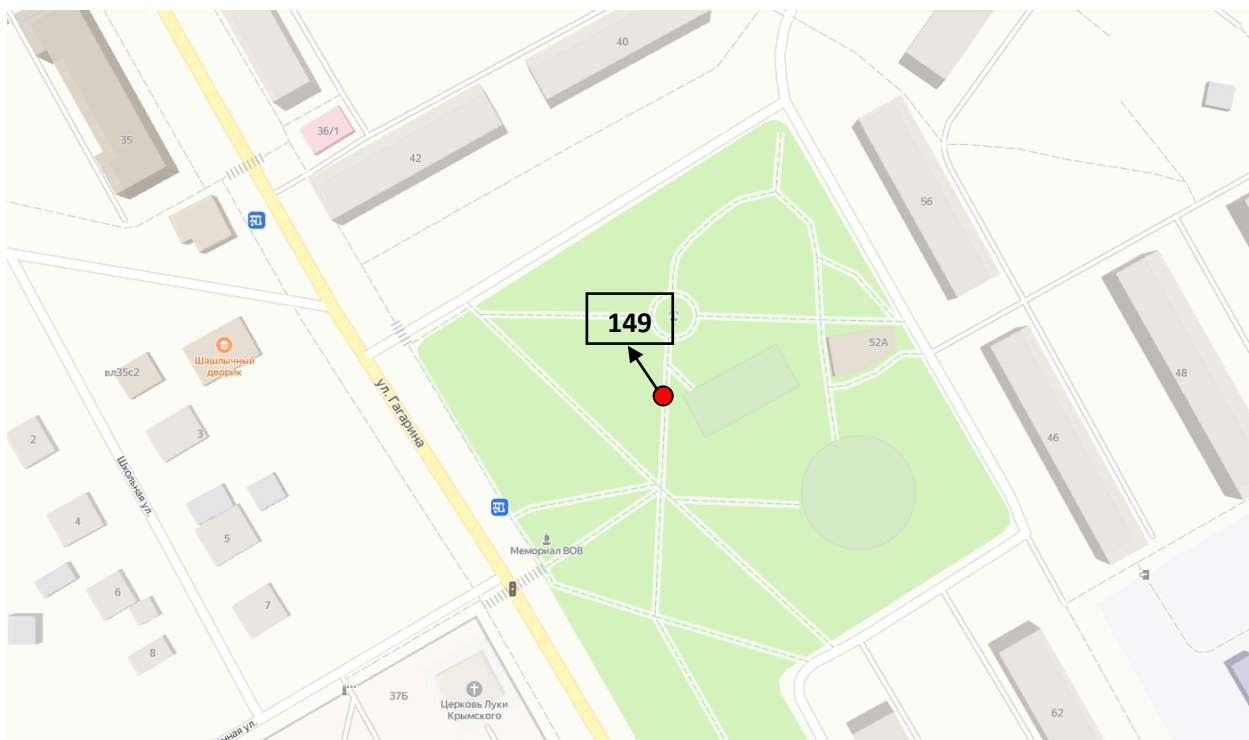 40
36/1
35
42
56
149
52А
Шашлычный
дворик
вл35с2
48
ул. Гагарина
3
2
46
Школьная ул.
4
5
Мемориал ВОВ
6
7
8
37Б
Церковь Луки
Крымского
62